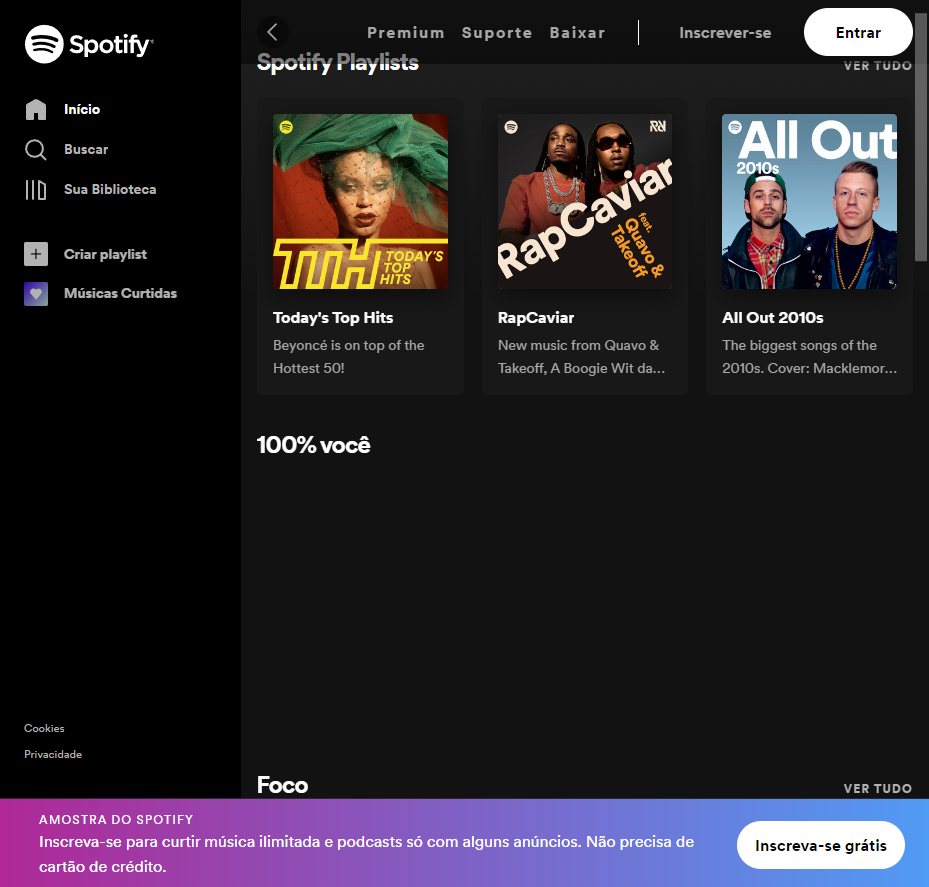 Spotify
Início
Buscar
Sua Biblioteca
Criar playlist
Músicas Curtidas
Cookies
Privacidade
Premium Suporte Baixar Inscrever-se Entrar
Spotify Playlists VER TUDO
TTH TODAY'S
TOP
HITS
Today's Top Hits
Beyoncé is on top of the
Hottest 50!
RapCaviar
feat.
Quavo &
Takeoff
RapCaviar
New music from Quavo &
Takeoff, A Boogie Wit da...
All Out
2010s
All Out 2010s
The biggest songs of the
2010s. Cover: Macklemor...
100% você
Foco VER TUDO
AMOSTRA DO SPOTIFY
Inscreva-se para curtir música ilimitada e podcasts só com alguns anúncios. Não precisa de
cartão de crédito.
Inscreva-se grátis